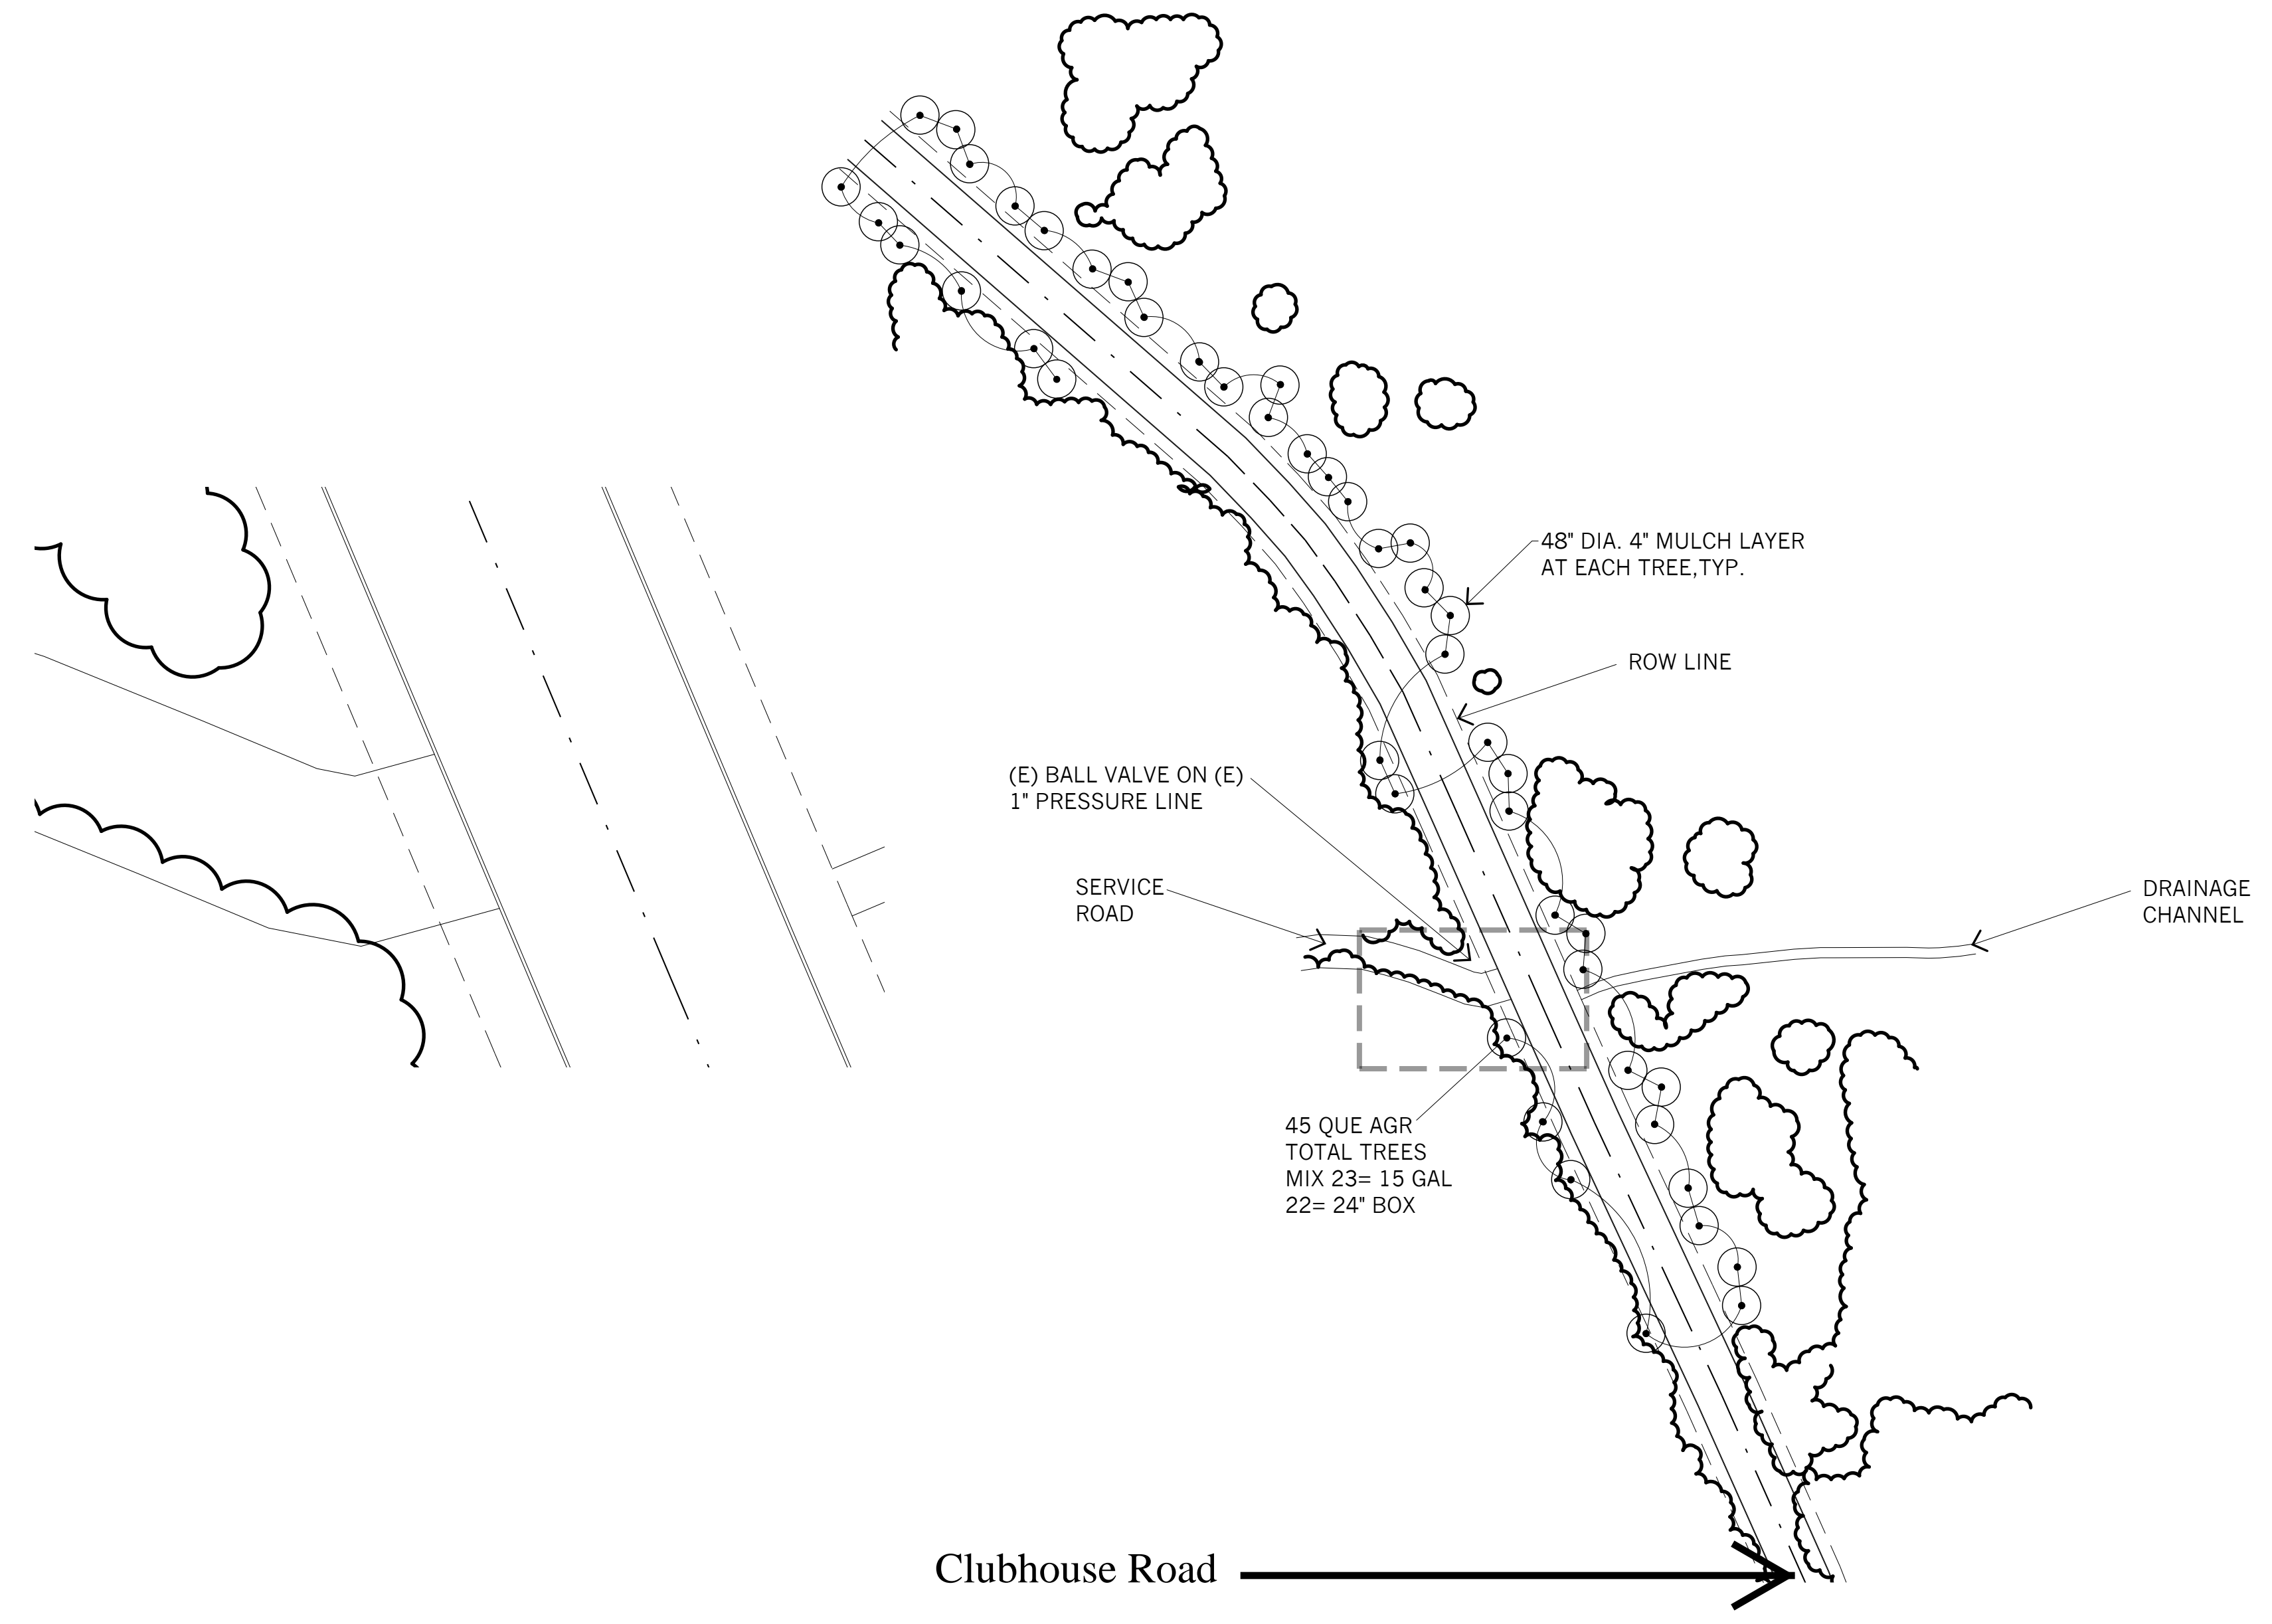 48" DIA. 4" MULCH LAYER
AT EACH TREE,TYP.
ROW LINE
(E) BALL VALVE ON (E)
1" PRESSURE LINE
SERVICE
ROAD
DRAINAGE
CHANNEL
45 QUE AGR
TOTAL TREES
MIX 23= 15 GAL
22= 24" BOX
Clubhouse Road